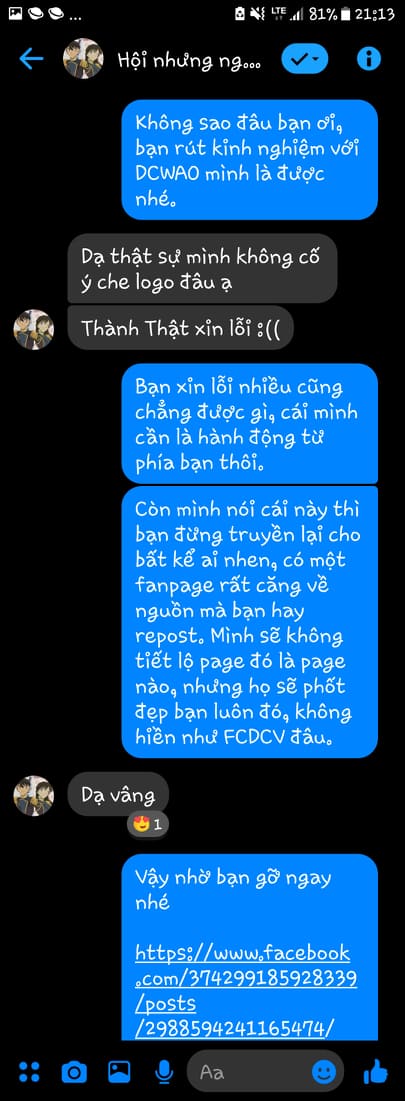 ...
LTE
81%
21:13
Hội nhưng ng...
Không sao đâu bạn ơi,
bạn rút kinh nghiệm với
DCWAO mình là được
nhé.
Dạ thật sự mình không cố
ý che logo đâu ạ
Thành Thật xin lỗi :((
Bạn xin lỗi nhiều cũng
chẳng được gì, cái mình
cần là hành động từ
phía bạn thôi.
Còn mình nói cái này thì
bạn đừng truyền lại cho
bất kể ai nhen, có một
fanpage rất căng về
nguồn mà bạn hay
repost. Mình sẽ không
tiết lộ page đó là page
nào, nhưng họ sẽ phốt
đẹp bạn luôn đó, không
hiền như FCDCV đâu.
Dạ vâng
1
Vậy nhờ bạn gỡ ngay
nhé
https://www.facebook
.com/374299185928339
/posts
/2988594241165474/
Aa